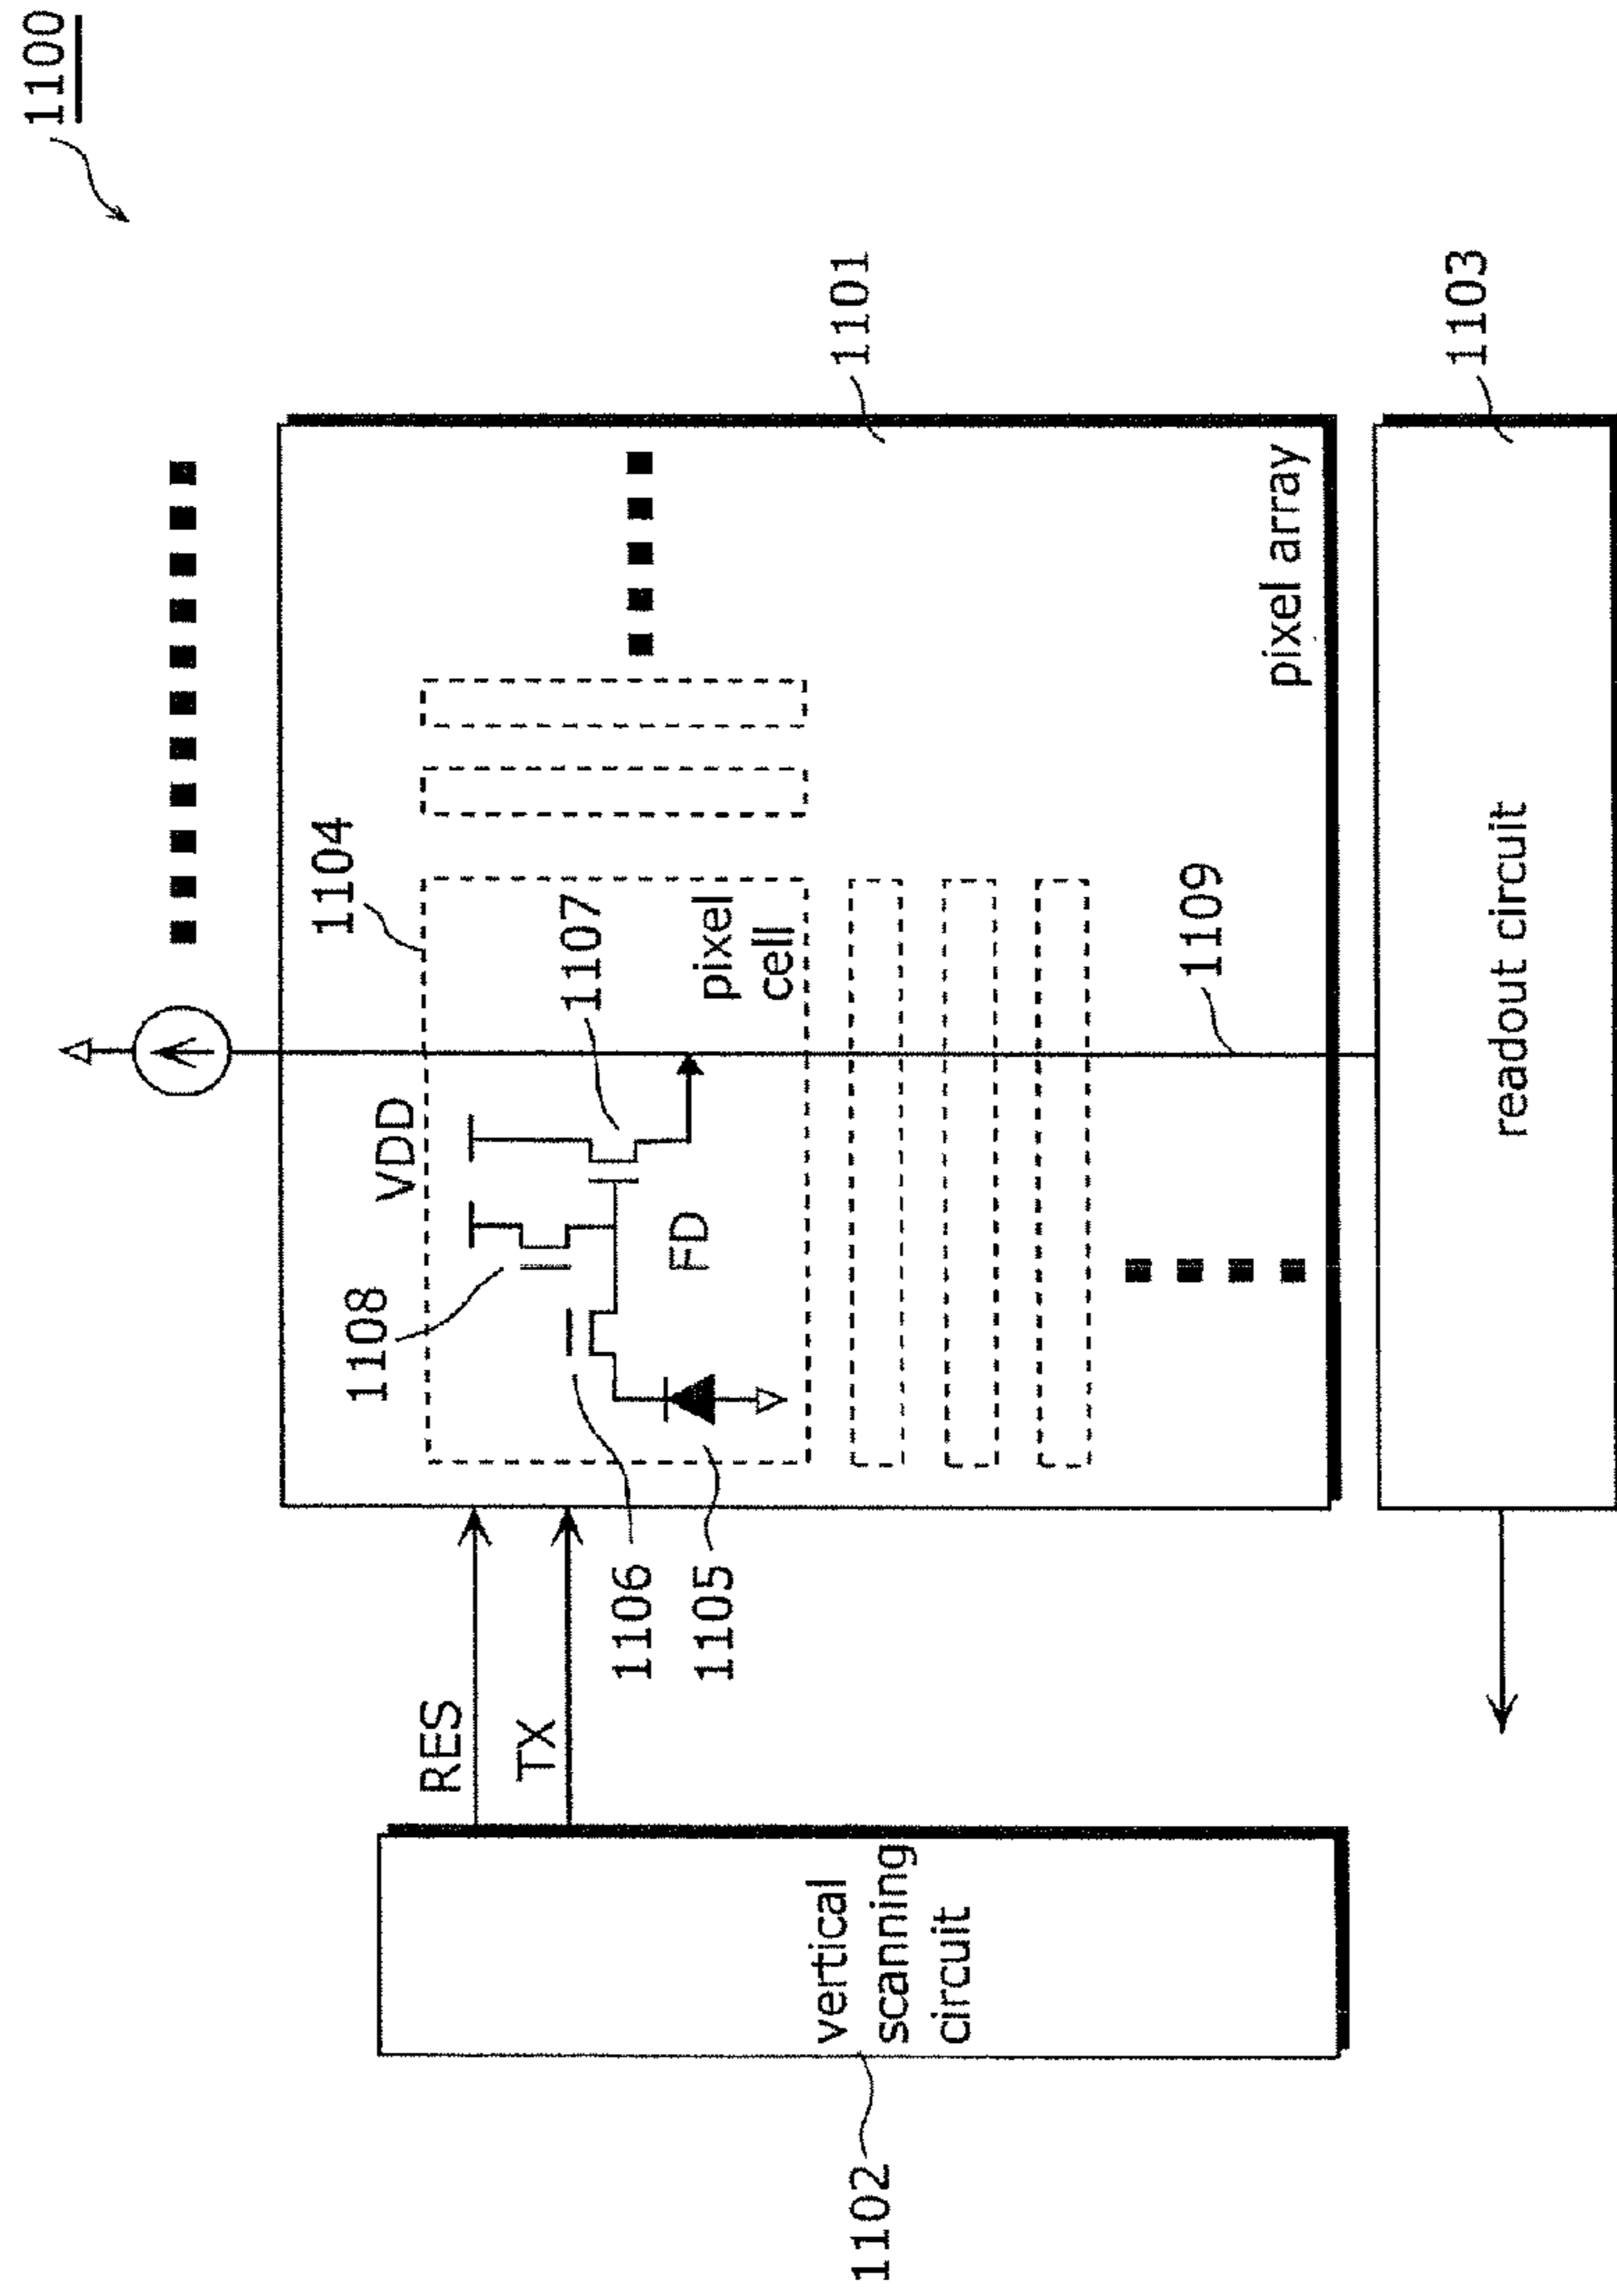 1100
1104
1108
VDD
RES
TX
1107
1106
FD
1105
pixel
cell
1101
vertical
scanning
circuit
1102
1109
pixel array
1103
readout circuit